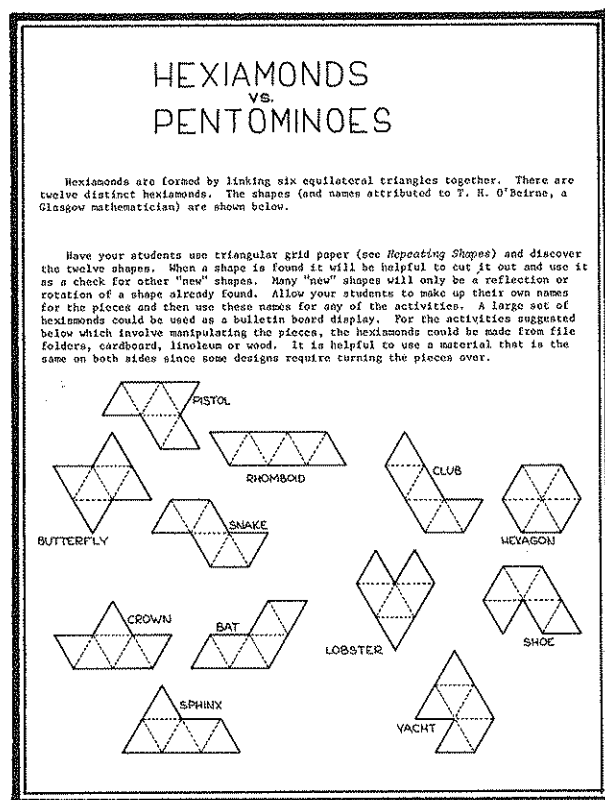 HEXIAMONDS
vs.
PENTOMINOES
Hexiamonds are formed by linking six equilateral triangles together. There are
twelve distinct hexiamonds. The shapes (and names attributed to T. H. O'Beirne, a
Glasgow mathematician) are shown below.
Have your students use triangular grid paper (see Repeating Shapes) and discover
the twelve shapes. When a shape is found it will be helpful to cut it out and use it
as a check for other "new" shapes. Many "new" shapes will only be a reflection or
rotation of a shape already found. Allow your students to make up their own names
for the pieces and then use these names for any of the activities. A large set of
hexiamonds could be used as a bulletin board display. For the activities suggested
below which involve manipulating the pieces, the hexiamonds could be made from file
folders, cardboard, linoleum or wood. It is helpful to use a material that is the
same on both sides since some designs require turning the pieces over.
PISTOL
RHOMBOID
CLUB
HEXAGON
BUTTERFLY
SNAKE
CROWN
BAT
LOBSTER
SHOE
SPHINX
YACHT